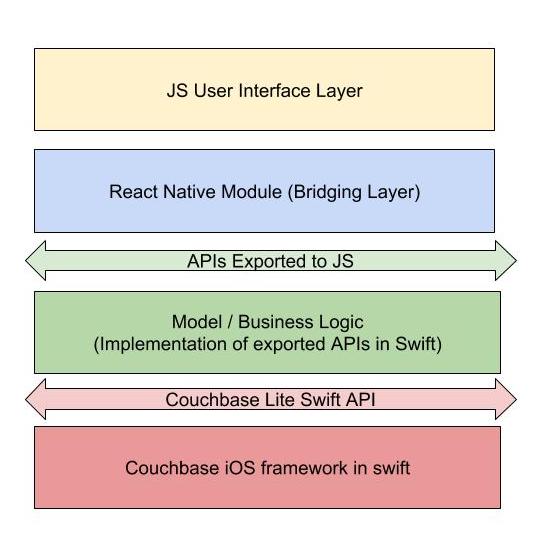 JS User Interface Layer
React Native Module (Bridging Layer)
APIs Exported to JS
Model / Business Logic
(Implementation of exported APIs in Swift)
Couchbase Lite Swift API
Couchbase iOS framework in swift